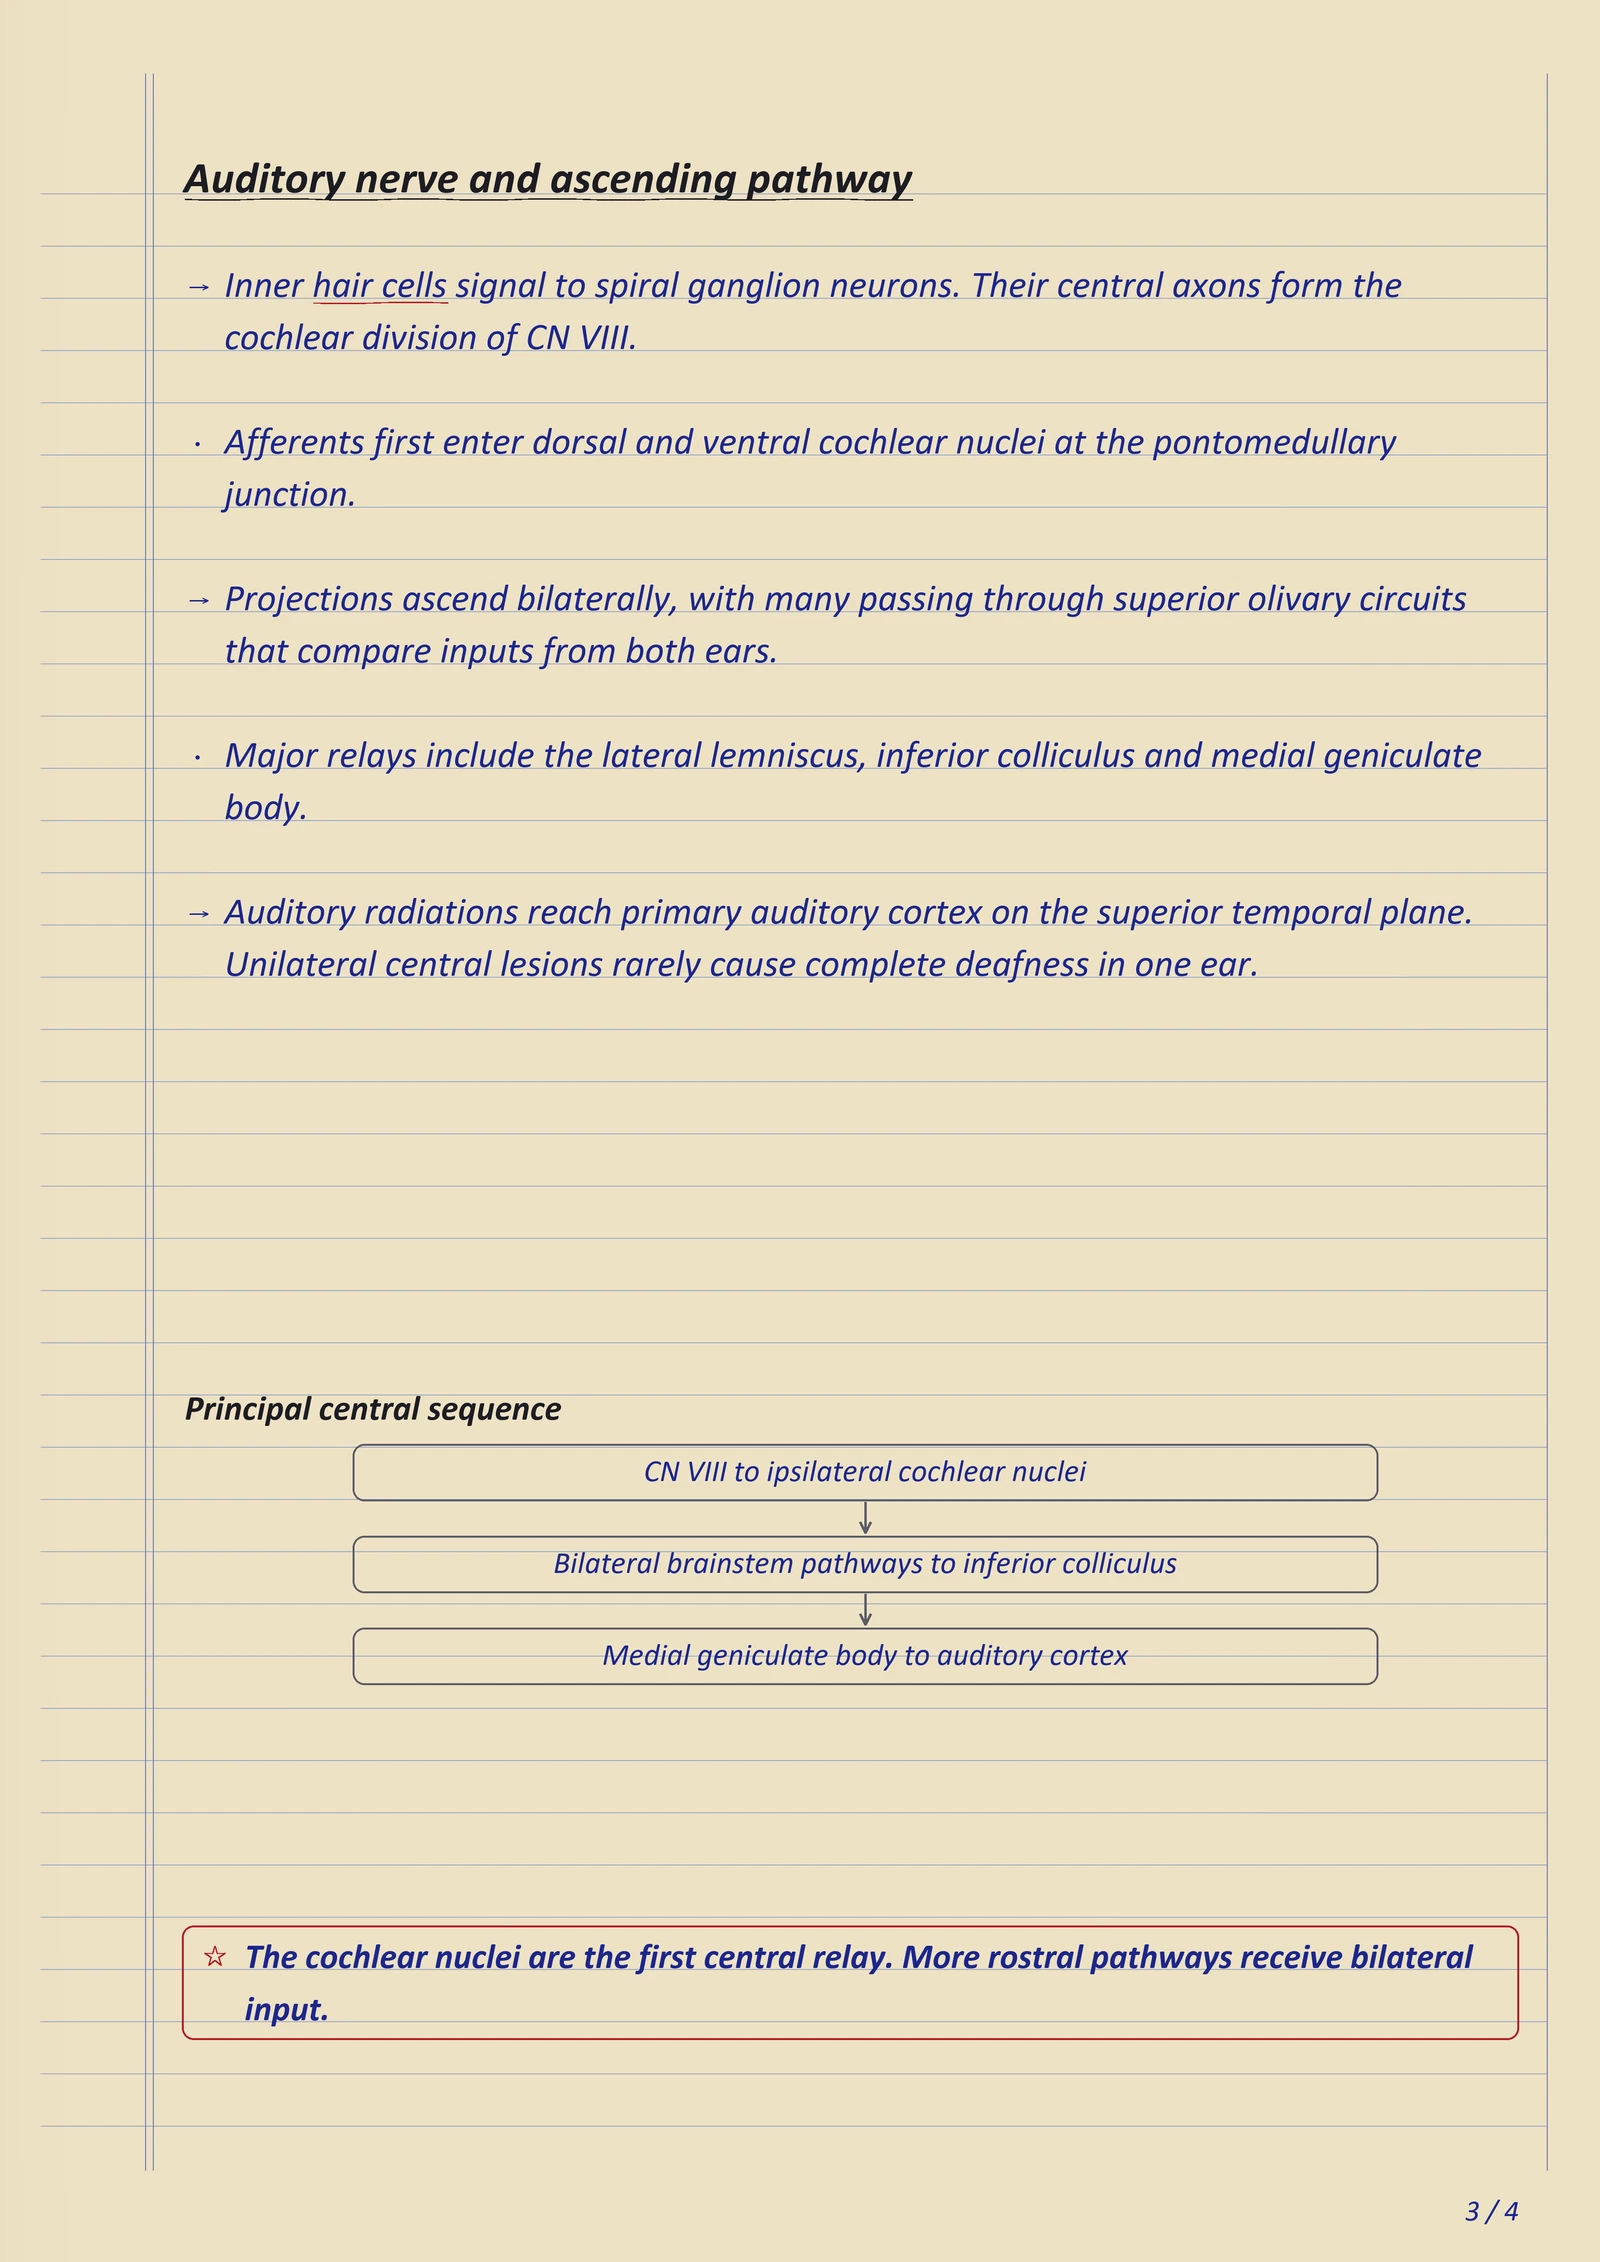 Auditory nerve and ascending pathway
→ Inner hair cells signal to spiral ganglion neurons. Their central axons form the
cochlear division of CN VIII.
· Afferents first enter dorsal and ventral cochlear nuclei at the pontomedullary
junction.
→ Projections ascend bilaterally, with many passing through superior olivary circuits
that compare inputs from both ears.
· Major relays include the lateral lemniscus, inferior colliculus and medial geniculate
body.
→ Auditory radiations reach primary auditory cortex on the superior temporal plane.
Unilateral central lesions rarely cause complete deafness in one ear.
Principal central sequence
CN VIII to ipsilateral cochlear nuclei
Bilateral brainstem pathways to inferior colliculus
Medial geniculate body to auditory cortex
☆ The cochlear nuclei are the first central relay. More rostral pathways receive bilateral
input.
3 / 4